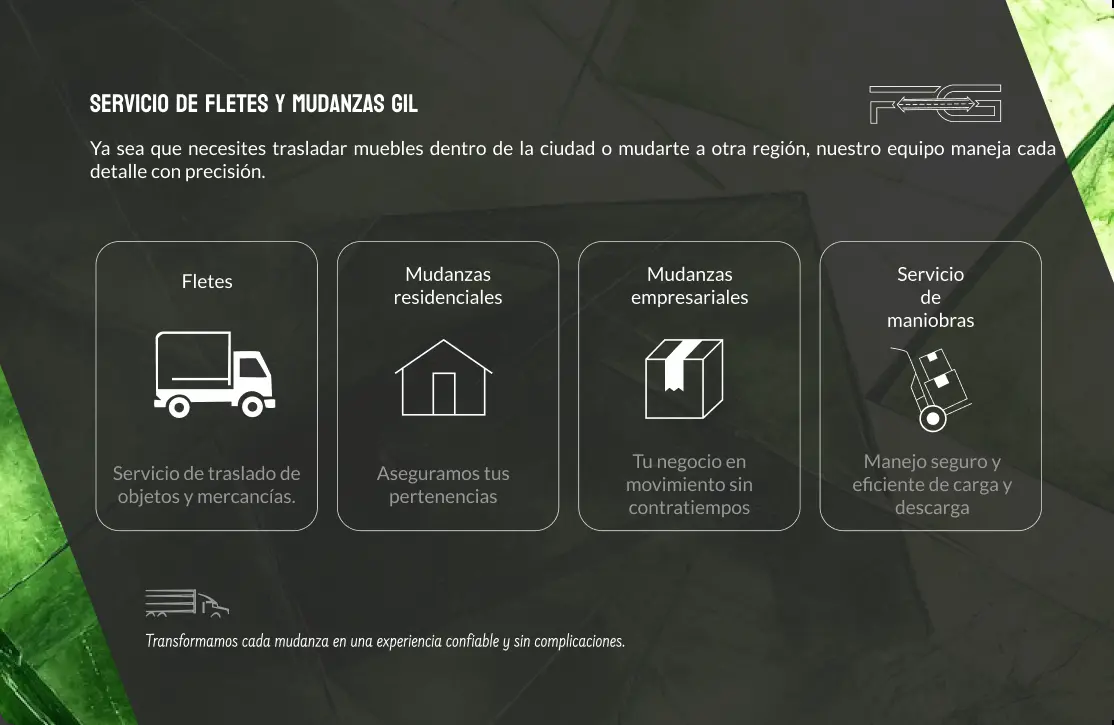 SERVICIO DE FLETES Y MUDANZAS GIL
FG
Ya sea que necesites trasladar muebles dentro de la ciudad o mudarte a otra región, nuestro equipo maneja cada
detalle con precisión.
Fletes
Servicio de traslado de
objetos y mercancías.
Mudanzas
residenciales
Aseguramos tus
pertenencias
Mudanzas
empresariales
Tu negocio en
movimiento sin
contratiempos
Servicio
de
maniobras
Manejo seguro y
eficiente de carga y
descarga
Transformamos cada mudanza en una experiencia confiable y sin complicaciones.